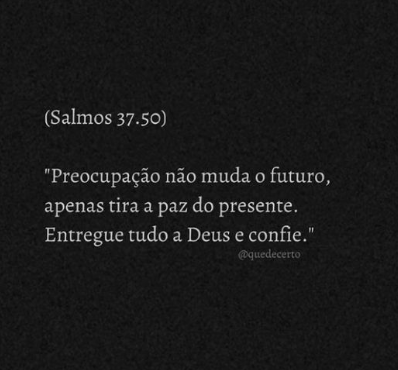 (Salmos 37.50)
"Preocupação não muda o futuro,
apenas tira a paz do presente.
Entregue tudo a Deus e confie."
@quedecerto